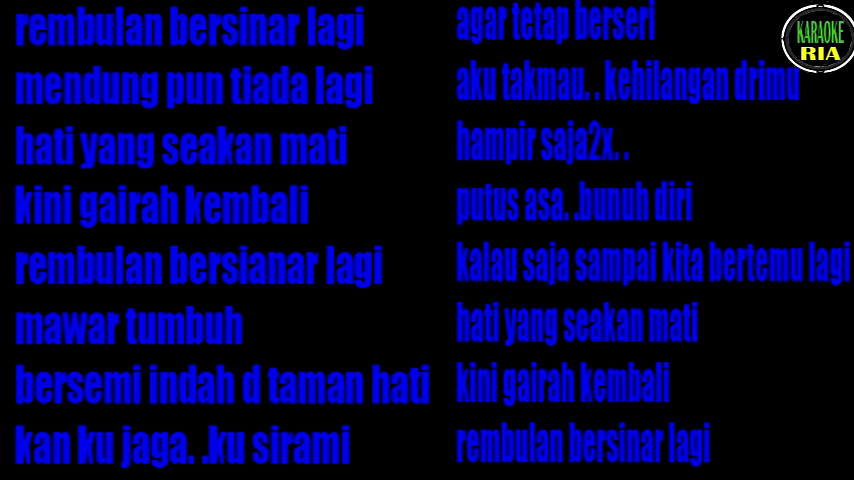 rembulan bersinar lagi
mendung pun tiada lagi
hati yang seakan mati
kini gairah kembali
rembulan bersianar lagi
mawar tumbuh
bersemi indah d taman hati
kan ku jaga. .ku sirami
agar tetap berseri
aku takmau. . kehilangan drimu
hampir saja2x. .
putus asa. .bunuh diri
kalau saja sampai kita bertemu lagi
hati yang seakan mati
kini gairah kembali
rembulan bersinar lagi
KARAOKE
RIA